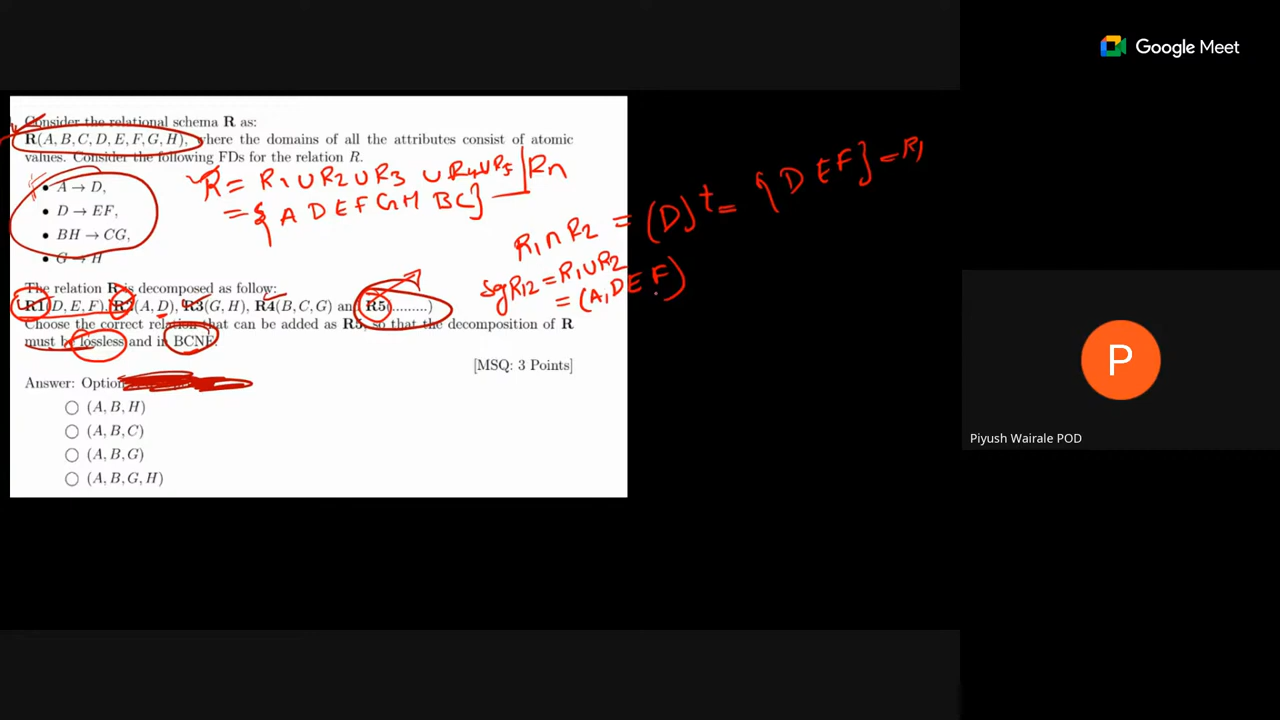 Google Meet
Consider the relational schema R as:
R(A, B, C, D, E, F, G, H), where the domains of all the attributes consist of atomic
values. Consider the following FDs for the relation R.
• A → D,
• D → EF,
• BH → CG,
• G → H
R = R1 ∪ R2 ∪ R3 ∪ R4 ∪ R5 | Rn
= { A D E F G H B C }
R1 ∩ R2 = (D)+ = { D E F } = R1
say R12 = R1 ∪ R2
= (A, D E F)
The relation R is decomposed as follow:
R1(D, E, F), R2(A, D), R3(G, H), R4(B, C, G) and R5(.........)
Choose the correct relation that can be added as R5, so that the decomposition of R
must be lossless and in BCNF.
[MSQ: 3 Points]
Answer: Option
(A, B, H)
(A, B, C)
(A, B, G)
(A, B, G, H)
P
Piyush Wairale POD